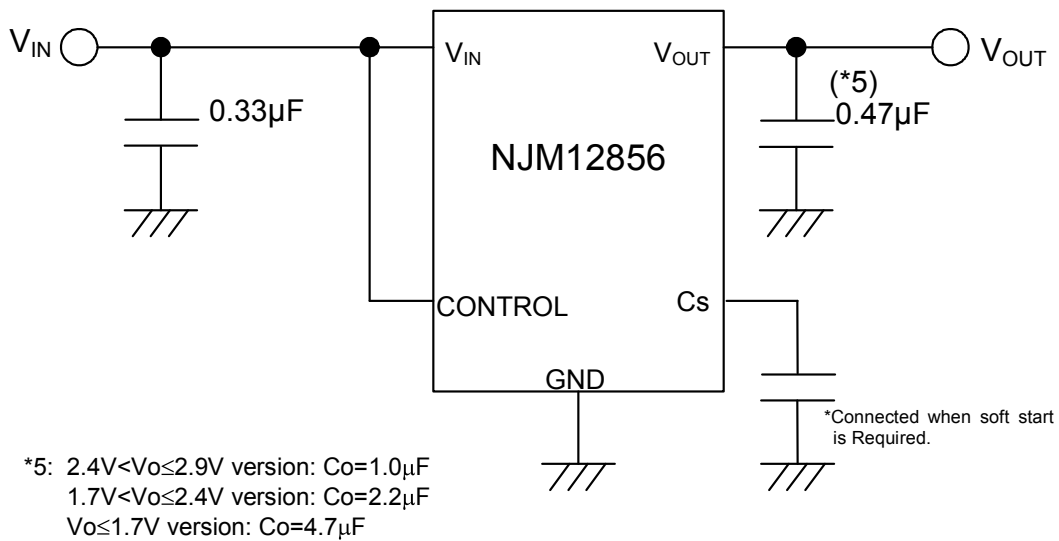 V_IN
V_IN
V_OUT
V_OUT
(*5)
0.33µF
0.47µF
NJM12856
CONTROL
Cs
GND
*Connected when soft start
is Required.
*5: 2.4V<Vo≤2.9V version: Co=1.0µF
1.7V<Vo≤2.4V version: Co=2.2µF
Vo≤1.7V version: Co=4.7µF